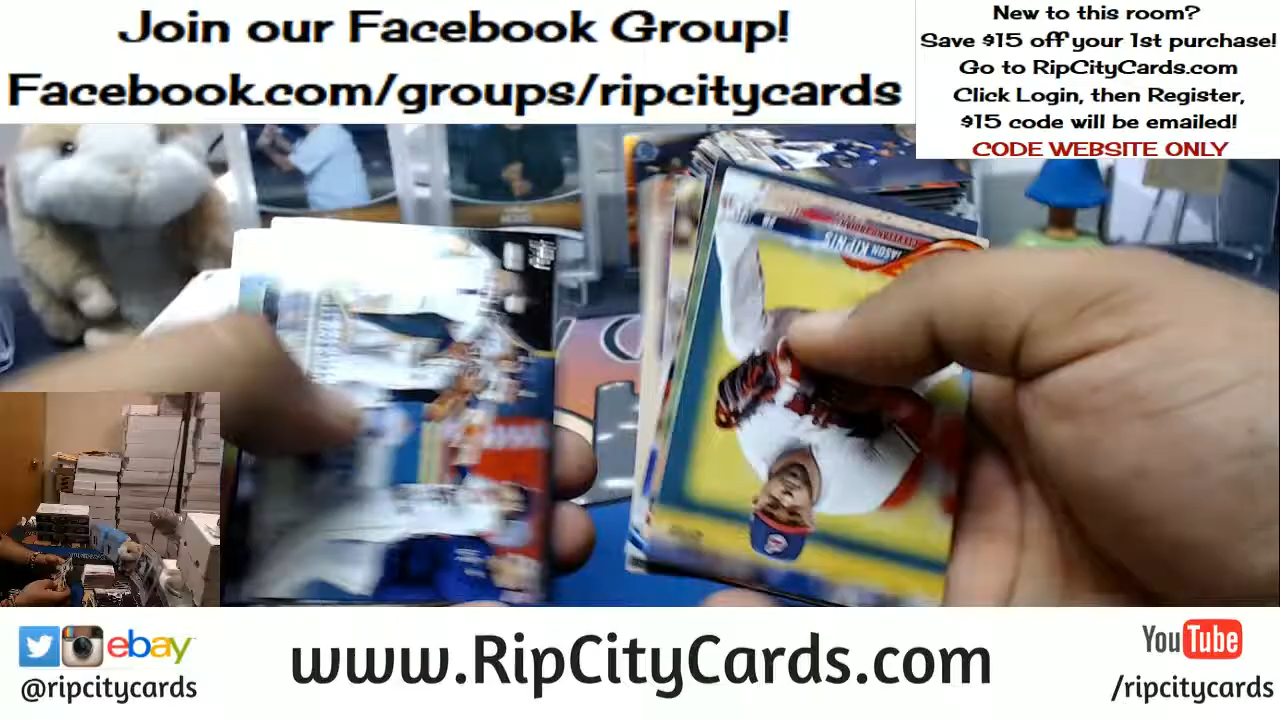 Join our Facebook Group!
Facebook.com/groups/ripcitycards
New to this room?
Save $15 off your 1st purchase!
Go to RipCityCards.com
Click Login, then Register,
$15 code will be emailed!
CODE WEBSITE ONLY
JASON KIPNIS
CLEVELAND INDIANS
ebay
@ripcitycards
www.RipCityCards.com
YouTube
/ripcitycards